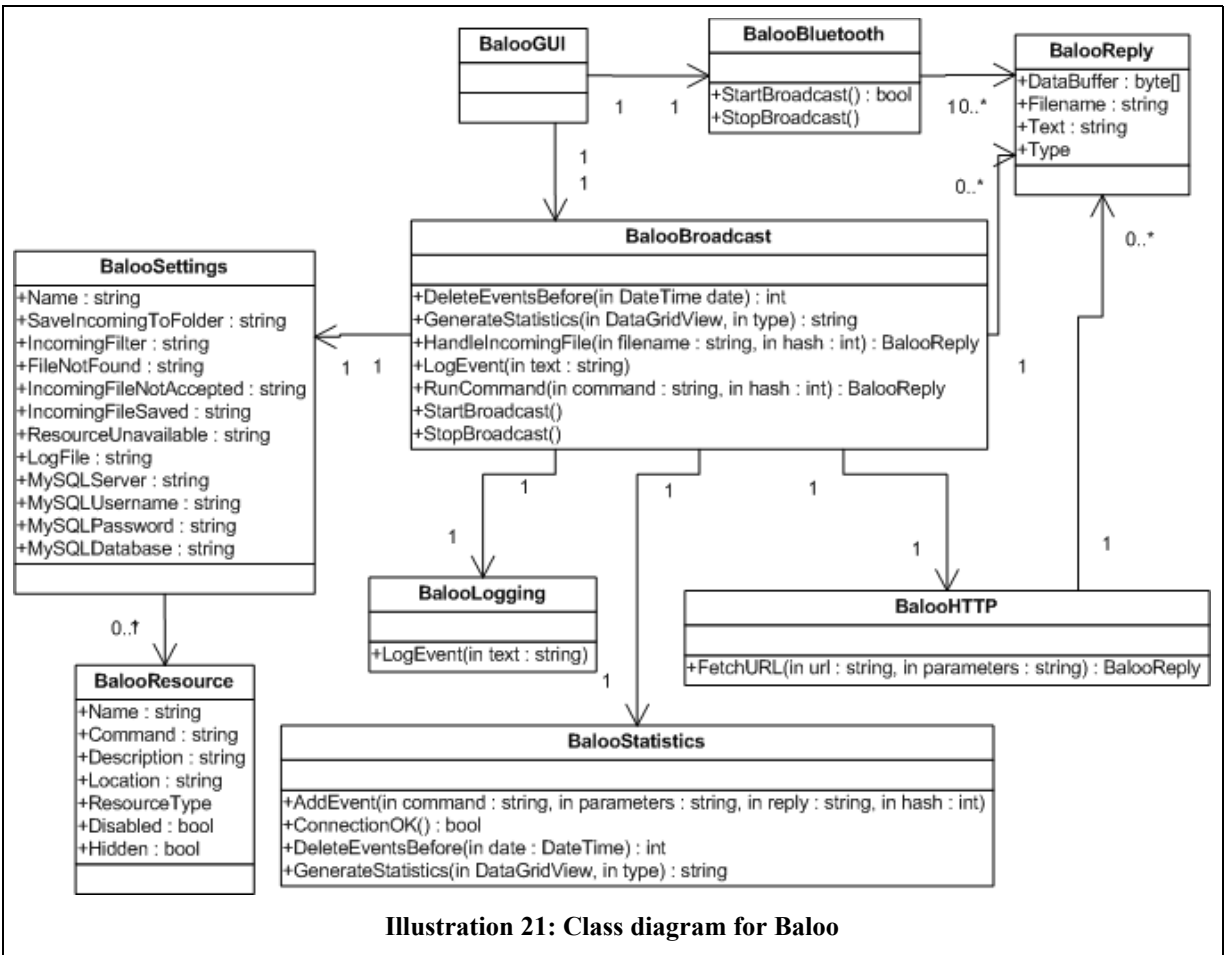 BalooGUI
1 1
BalooBluetooth
+StartBroadcast() : bool
+StopBroadcast()
1 0..*
BalooReply
+DataBuffer : byte[]
+Filename : string
+Text : string
+Type
1
1
0..*
0..*
BalooBroadcast
+DeleteEventsBefore(in DateTime date) : int
+GenerateStatistics(in DataGridView, in type) : string
+HandleIncomingFile(in filename : string, in hash : int) : BalooReply
+LogEvent(in text : string)
+RunCommand(in command : string, in hash : int) : BalooReply
+StartBroadcast()
+StopBroadcast()
1
BalooSettings
+Name : string
+SaveIncomingToFolder : string
+IncomingFilter : string
+FileNotFound : string
+IncomingFileNotAccepted : string
+IncomingFileSaved : string
+ResourceUnavailable : string
+LogFile : string
+MySQLServer : string
+MySQLUsername : string
+MySQLPassword : string
+MySQLDatabase : string
1 1
1
1
1
1
1
1
1
BalooLogging
+LogEvent(in text : string)
BalooHTTP
+FetchURL(in url : string, in parameters : string) : BalooReply
0..*
1
BalooResource
+Name : string
+Command : string
+Description : string
+Location : string
+ResourceType
+Disabled : bool
+Hidden : bool
BalooStatistics
+AddEvent(in command : string, in parameters : string, in reply : string, in hash : int)
+ConnectionOK() : bool
+DeleteEventsBefore(in date : DateTime) : int
+GenerateStatistics(in DataGridView, in type) : string
Illustration 21: Class diagram for Baloo